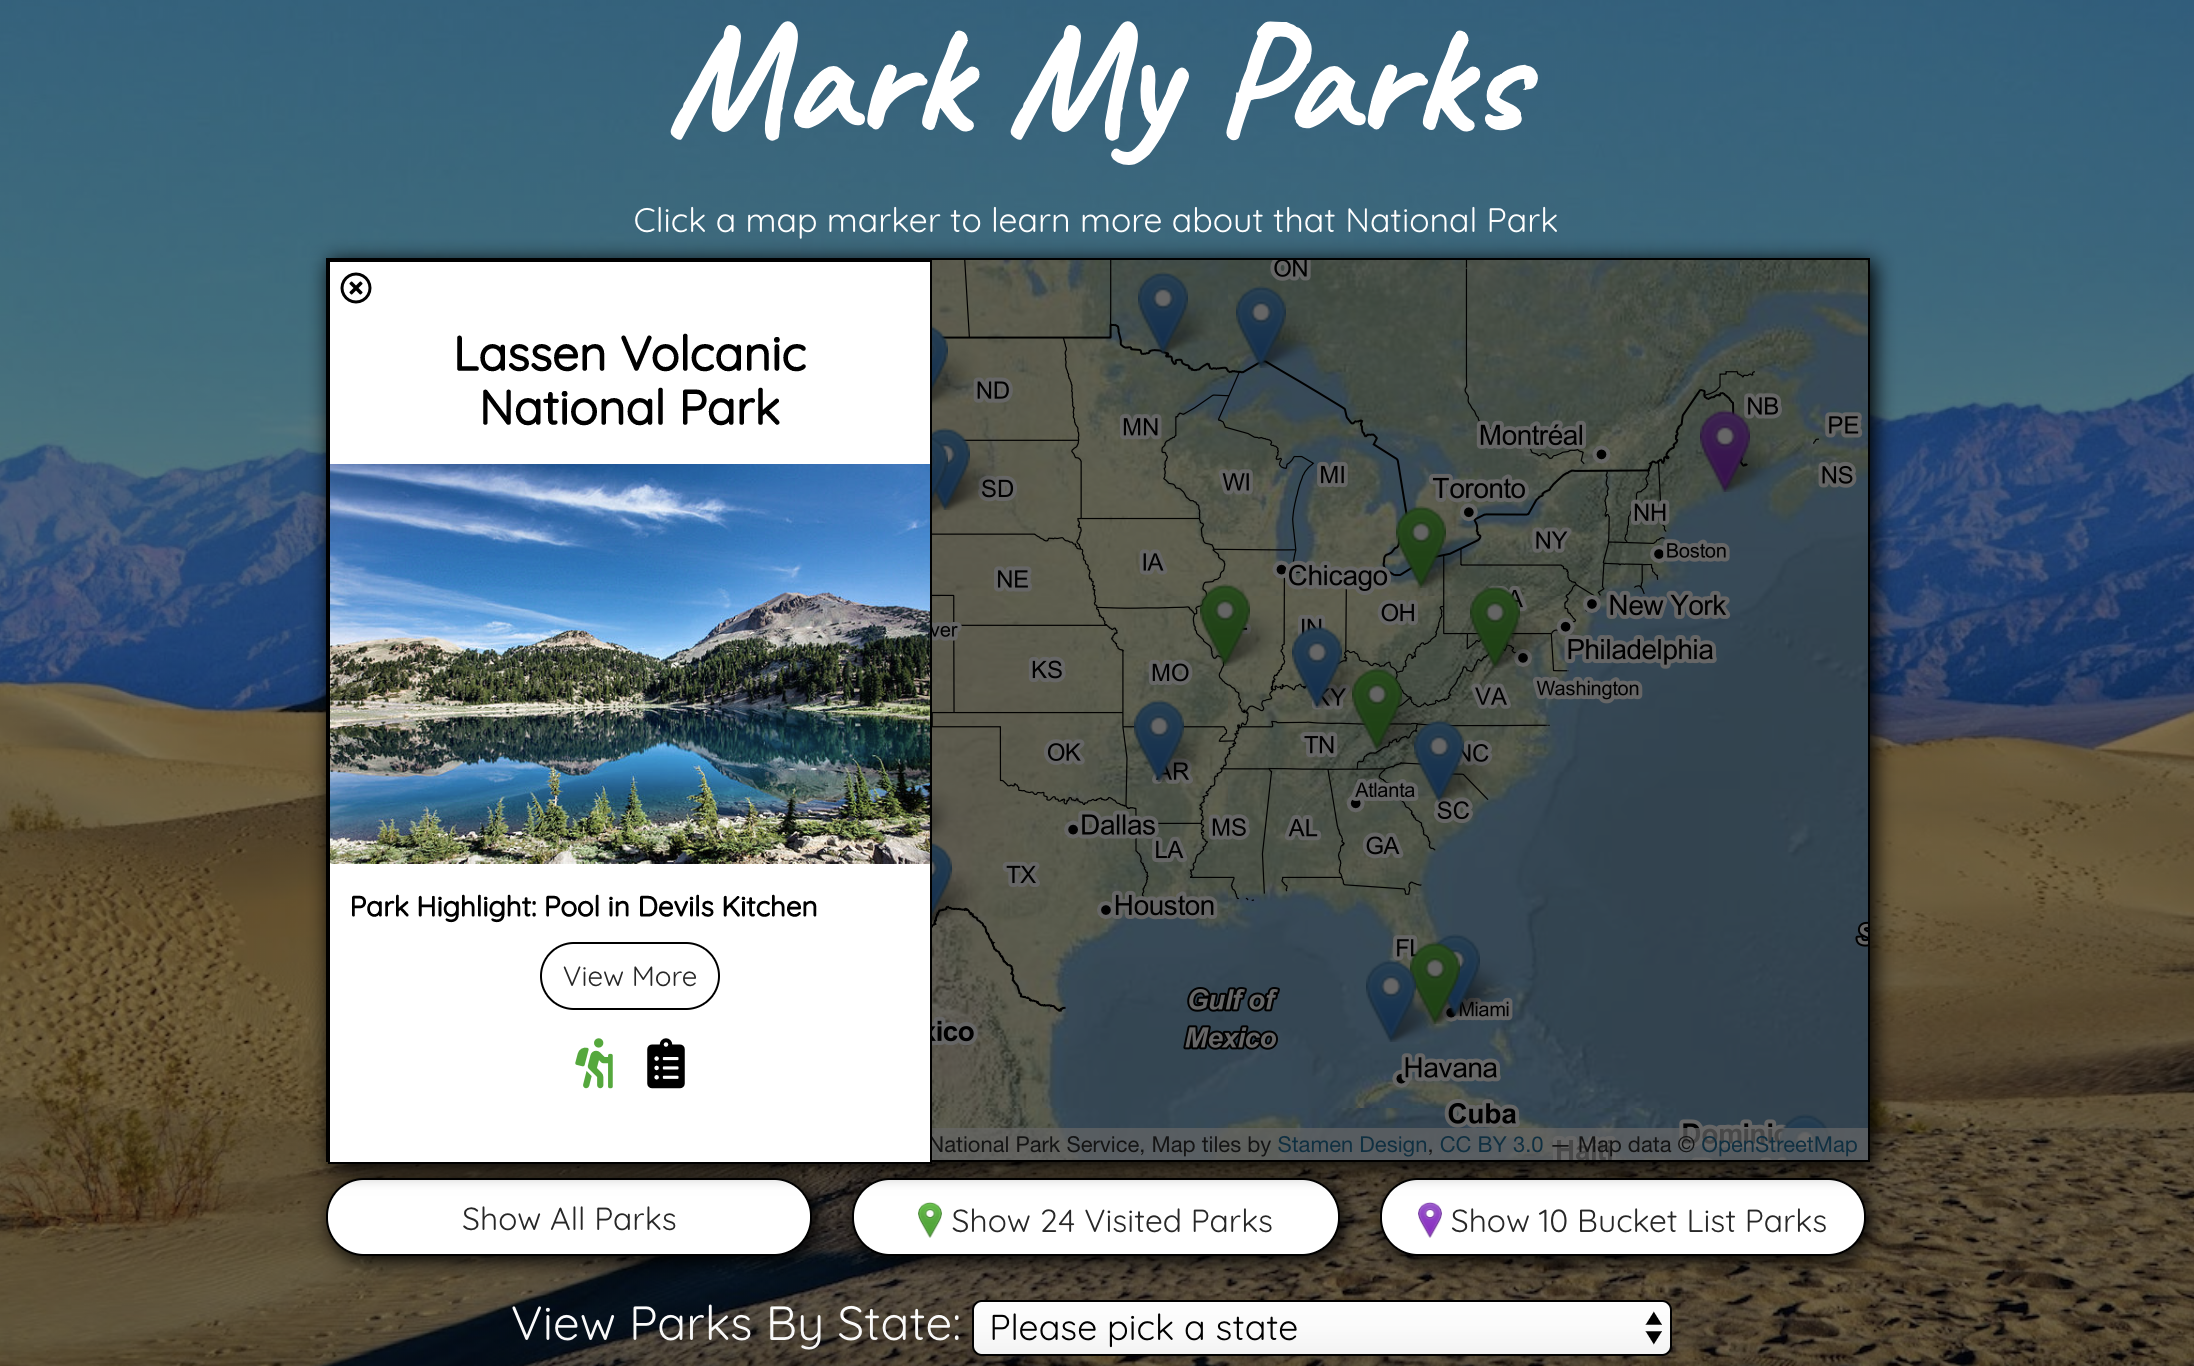 Mark My Parks
Click a map marker to learn more about that National Park
Lassen Volcanic
National Park
Park Highlight: Pool in Devils Kitchen
View More
ON
ND
MN
NB
PE
Montréal
SD
WI
MI
Toronto
NS
NH
NY
Boston
IA
NE
Chicago
OH
New York
IN
Philadelphia
KS
MO
KY
VA
Washington
OK
TN
NC
AR
Atlanta
SC
Dallas
MS
AL
LA
GA
TX
Houston
FL
Gulf of
Mexico
Miami
Havana
Cuba
National Park Service, Map tiles by Stamen Design, CC BY 3.0 — Map data © OpenStreetMap
Show All Parks
Show 24 Visited Parks
Show 10 Bucket List Parks
View Parks By State: Please pick a state